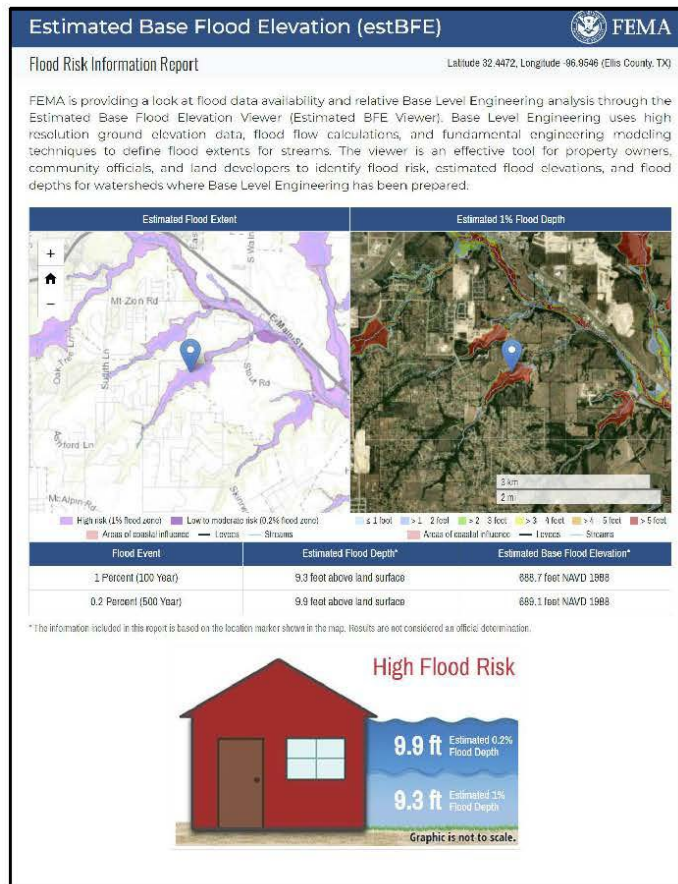 Estimated Base Flood Elevation (estBFE)
FEMA
Flood Risk Information Report
Latitude 32.4472, Longitude -96.9546 (Ellis County, TX)
FEMA is providing a look at flood data availability and relative Base Level Engineering analysis through the
Estimated Base Flood Elevation Viewer (Estimated BFE Viewer). Base Level Engineering uses high
resolution ground elevation data, flood flow calculations, and fundamental engineering modeling
techniques to define flood extents for streams. The viewer is an effective tool for property owners,
community officials, and land developers to identify flood risk, estimated flood elevations, and flood
depths for watersheds where Base Level Engineering has been prepared.
Estimated Flood Extent
Estimated 1% Flood Depth
+
−
Mt Zion Rd
S Wain
E Main St
Oak Tree Ln
Sudith Ln
Stout Rd
Ashford Ln
McAlpin Rd
Skinner
3 km
2 mi
High risk (1% flood zone) Low to moderate risk (0.2% flood zone)
Areas of coastal influence Levees Streams
≤ 1 foot > 1 - 2 feet > 2 - 3 feet > 3 - 4 feet > 4 - 5 feet > 5 feet
Areas of coastal influence Levees Streams
Flood Event Estimated Flood Depth* Estimated Base Flood Elevation*
1 Percent (100 Year) 9.3 feet above land surface 688.7 feet NAVD 1988
0.2 Percent (500 Year) 9.9 feet above land surface 689.1 feet NAVD 1988
* The information included in this report is based on the location marker shown in the map. Results are not considered an official determination.
High Flood Risk
9.9 ft Estimated 0.2%
Flood Depth
9.3 ft Estimated 1%
Flood Depth
Graphic is not to scale.